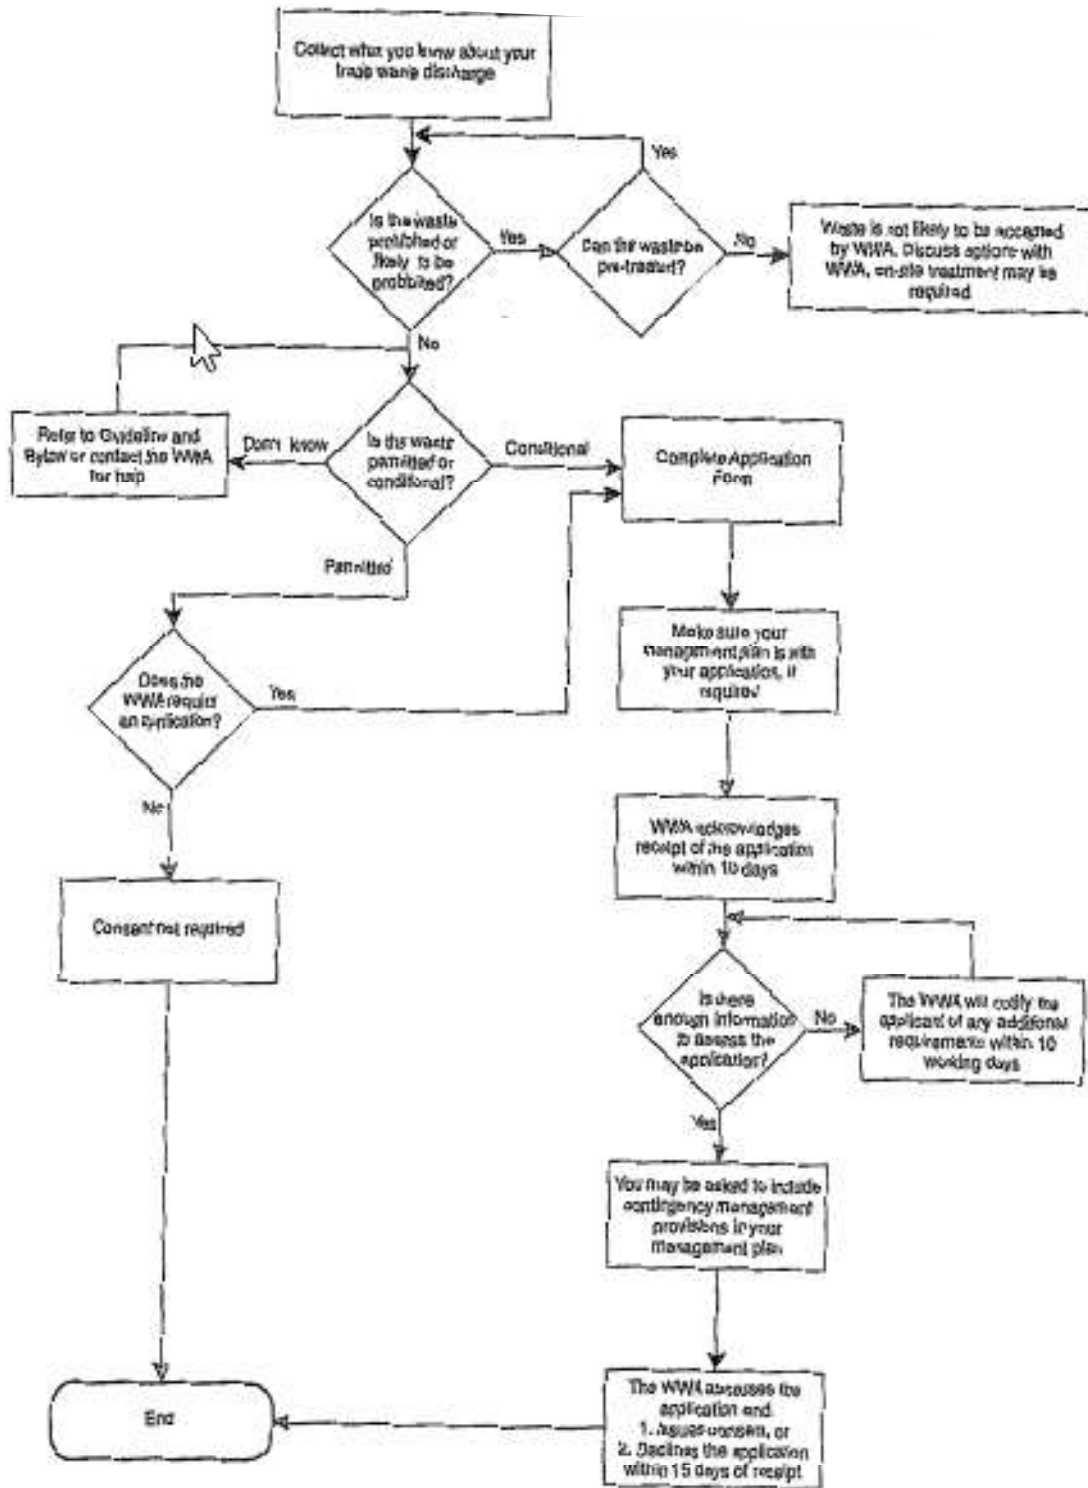 Collect what you know about your
trade waste discharge
Yes
Is the waste
prohibited or
likely to be
prohibited?
Yes
Can the waste be
pre-treated?
No
Waste is not likely to be accepted
by WWA. Discuss options with
WWA, on-site treatment may be
required
No
Refer to Guideline and
Bylaw or contact the WWA
for help
Don't know
Is the waste
permitted or
conditional?
Conditional
Complete Application
Form
Permitted
Make sure your
management plan is with
your application, if
required
Does the
WWA require
an application?
Yes
No
WWA acknowledges
receipt of the application
within 10 days
Consent not required
Is there
enough information
to assess the
application?
No
The WWA will notify the
applicant of any additional
requirements within 10
working days
Yes
You may be asked to include
contingency management
provisions in your
management plan
The WWA assesses the
application and
1. Issues consent, or
2. Declines the application
within 15 days of receipt
End